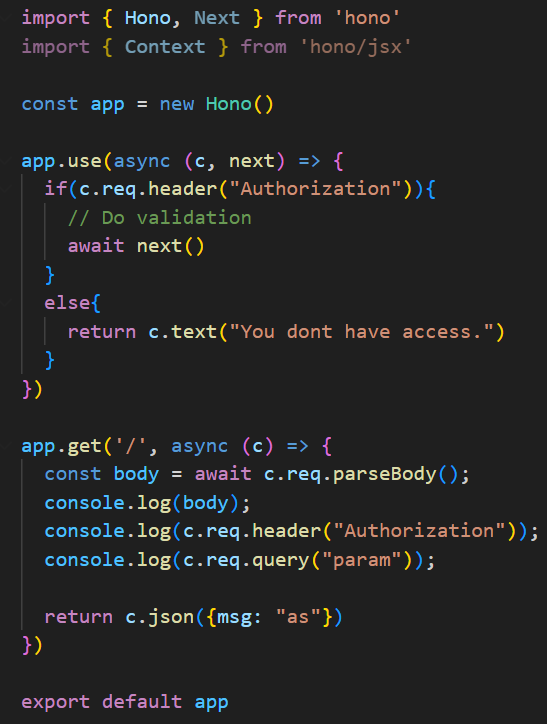 import { Hono, Next } from 'hono'
import { Context } from 'hono/jsx'
const app = new Hono()
app.use(async (c, next) => {
if(c.req.header("Authorization")){
// Do validation
await next()
}
else{
return c.text("You dont have access.")
}
})
app.get('/', async (c) => {
const body = await c.req.parseBody();
console.log(body);
console.log(c.req.header("Authorization"));
console.log(c.req.query("param"));
return c.json({msg: "as"})
})
export default app